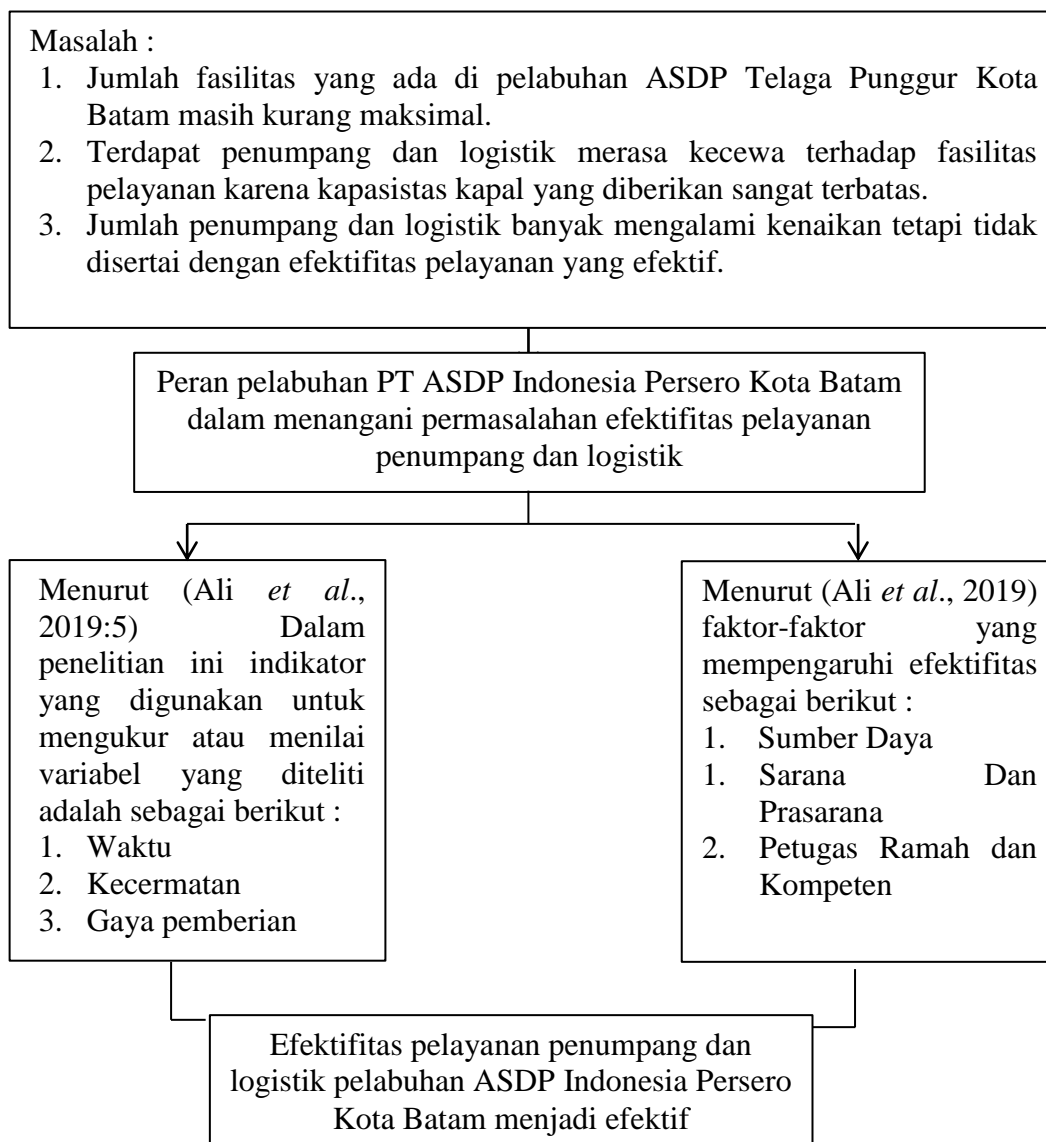 Masalah :
1. Jumlah fasilitas yang ada di pelabuhan ASDP Telaga Punggur Kota
Batam masih kurang maksimal.
2. Terdapat penumpang dan logistik merasa kecewa terhadap fasilitas
pelayanan karena kapasistas kapal yang diberikan sangat terbatas.
3. Jumlah penumpang dan logistik banyak mengalami kenaikan tetapi tidak
disertai dengan efektifitas pelayanan yang efektif.
Peran pelabuhan PT ASDP Indonesia Persero Kota Batam
dalam menangani permasalahan efektifitas pelayanan
penumpang dan logistik
Menurut (Ali et al.,
2019:5) Dalam
penelitian ini indikator
yang digunakan untuk
mengukur atau menilai
variabel yang diteliti
adalah sebagai berikut :
1. Waktu
2. Kecermatan
3. Gaya pemberian
Menurut (Ali et al., 2019)
faktor-faktor yang
mempengaruhi efektifitas
sebagai berikut :
1. Sumber Daya
1. Sarana Dan
Prasarana
2. Petugas Ramah dan
Kompeten
Efektifitas pelayanan penumpang dan
logistik pelabuhan ASDP Indonesia Persero
Kota Batam menjadi efektif